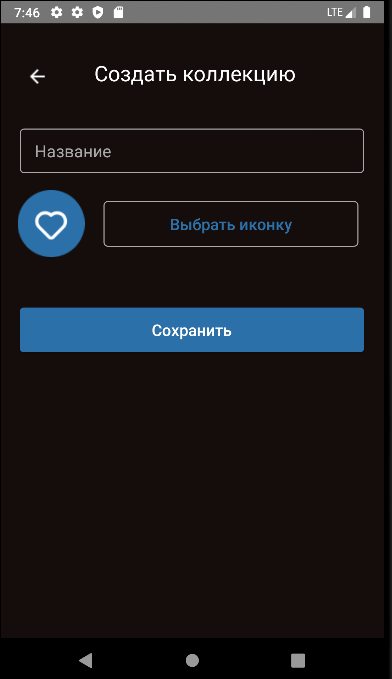 7:46 LTE
Создать коллекцию
Название
Выбрать иконку
Сохранить